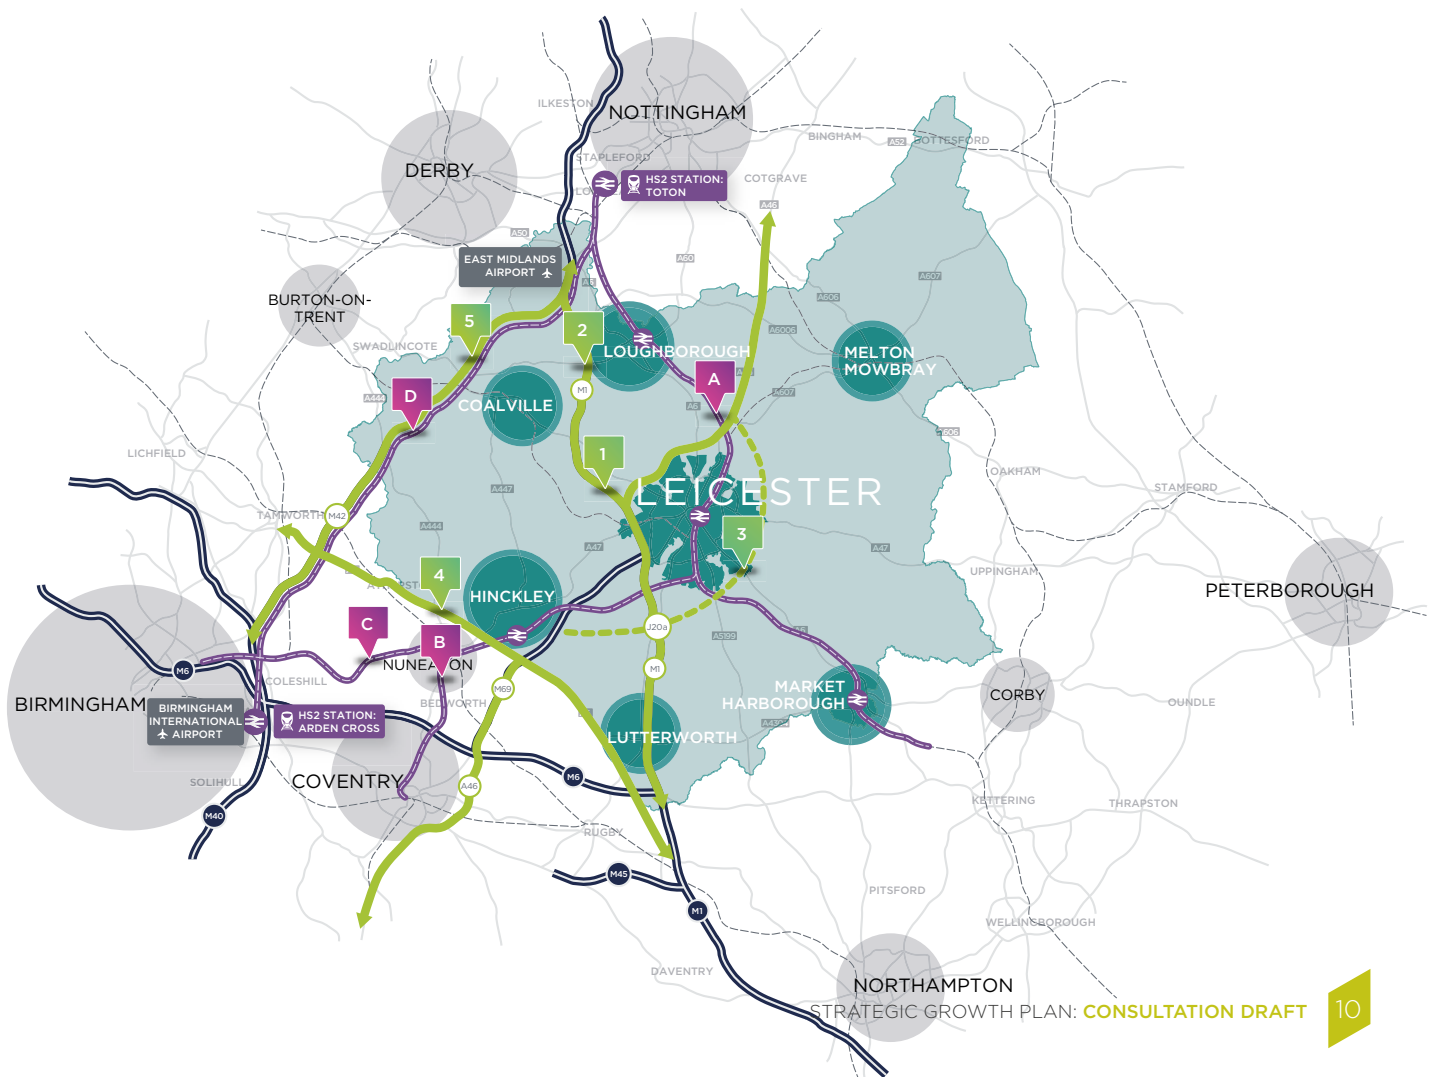 ILKESTON
NOTTINGHAM
BINGHAM
A52
BOTTESFORD
STAPLEFORD
DERBY
HS2 STATION:
TOTON
COTGRAVE
A46
A50
EAST MIDLANDS
AIRPORT
A60
A6
A607
BURTON-ON-
TRENT
A606
5
2
A6006
SWADLINCOTE
LOUGHBOROUGH
MELTON
MOWBRAY
A
D
A444
M1
COALVILLE
A6
A607
1
LICHFIELD
OAKHAM
A447
LEICESTER
STAMFORD
TAMWORTH
M42
A444
3
A47
A47
4
UPPINGHAM
HINCKLEY
PETERBOROUGH
C
B
J20a
A5199
NUNEATON
M6
M1
COLESHILL
M69
MARKET
HARBOROUGH
CORBY
BEDWORTH
BIRMINGHAM
BIRMINGHAM
INTERNATIONAL
AIRPORT
HS2 STATION:
ARDEN CROSS
OUNDLE
LUTTERWORTH
SOLIHULL
COVENTRY
M6
A46
M40
KETTERING
THRAPSTON
RUGBY
M45
PITSFORD
M1
WELLINGBOROUGH
DAVENTRY
NORTHAMPTON
STRATEGIC GROWTH PLAN: CONSULTATION DRAFT
10